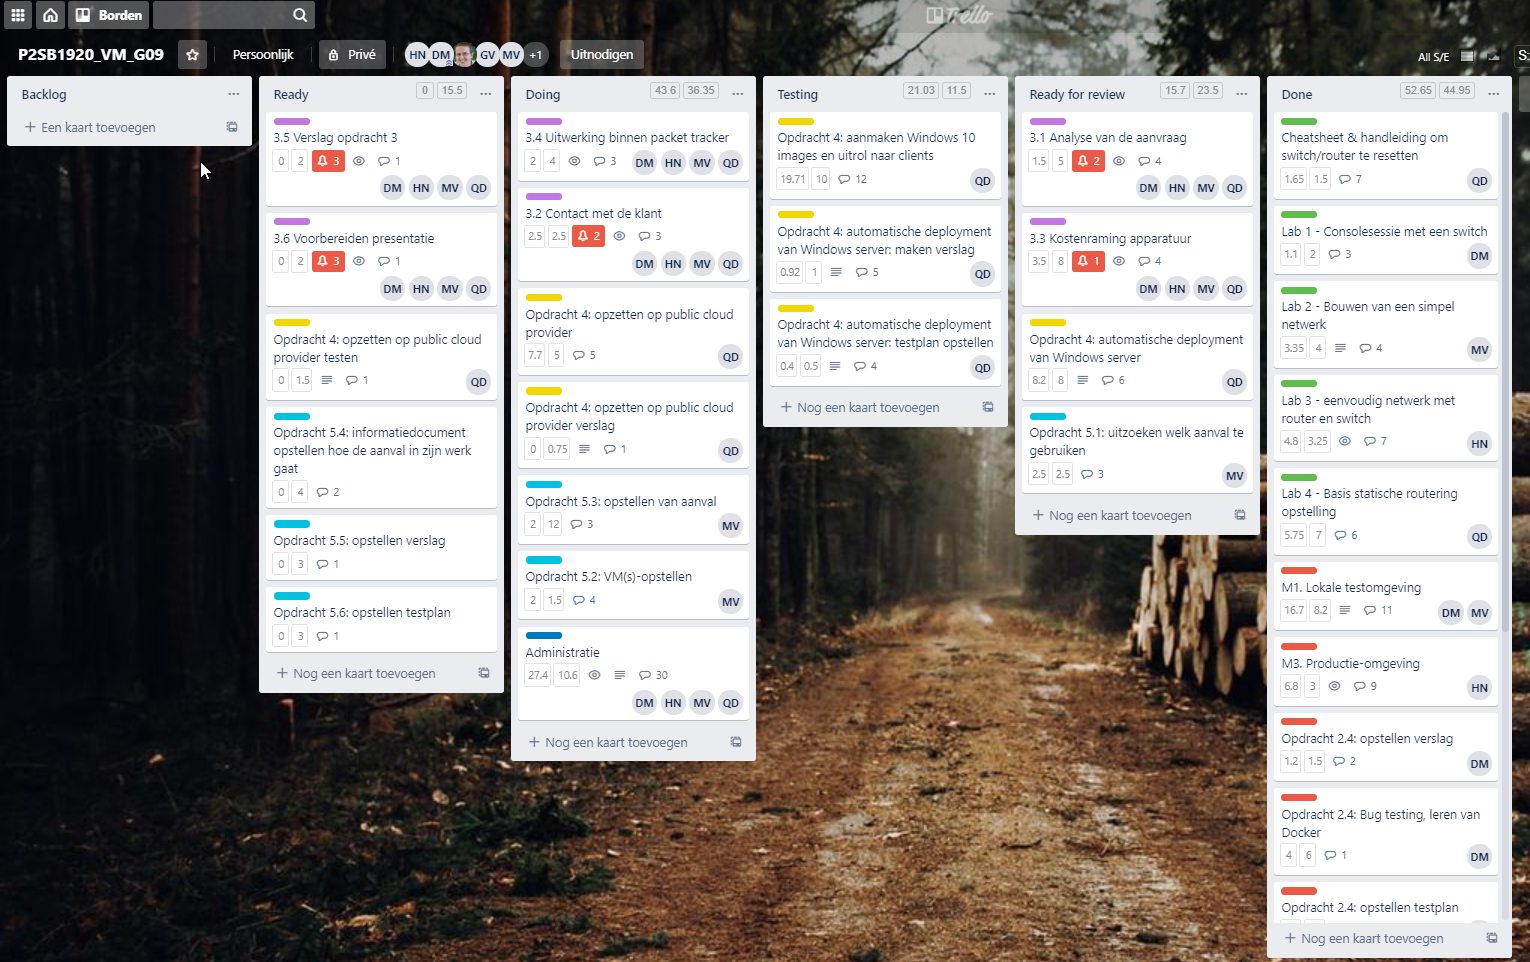 Borden
Trello
P2SB1920_VM_G09
Persoonlijk
Privé
HN DM GV MV +1
Uitnodigen
All S/E
S:
Backlog
Een kaart toevoegen
Ready
0 15.5
3.5 Verslag opdracht 3
0 2 3 1
DM HN MV QD
3.6 Voorbereiden presentatie
0 2 3 1
DM HN MV QD
Opdracht 4: opzetten op public cloud
provider testen
0 1.5 1
QD
Opdracht 5.4: informatiedocument
opstellen hoe de aanval in zijn werk
gaat
0 4 2
Opdracht 5.5: opstellen verslag
0 3 1
Opdracht 5.6: opstellen testplan
0 3 1
Nog een kaart toevoegen
Doing
43.6 36.35
3.4 Uitwerking binnen packet tracker
2 4 3 DM HN MV QD
3.2 Contact met de klant
2.5 2.5 2 3
DM HN MV QD
Opdracht 4: opzetten op public cloud
provider
7.7 5 5
QD
Opdracht 4: opzetten op public cloud
provider verslag
0 0.75 1
QD
Opdracht 5.3: opstellen van aanval
2 12 3
MV
Opdracht 5.2: VM(s)-opstellen
2 1.5 4
MV
Administratie
27.4 10.6 30
DM HN MV QD
Nog een kaart toevoegen
Testing
21.03 11.5
Opdracht 4: aanmaken Windows 10
images en uitrol naar clients
19.71 10 12
QD
Opdracht 4: automatische deployment
van Windows server: maken verslag
0.92 1 5
QD
Opdracht 4: automatische deployment
van Windows server: testplan opstellen
0.4 0.5 4
QD
Nog een kaart toevoegen
Ready for review
15.7 23.5
3.1 Analyse van de aanvraag
1.5 5 2 4
DM HN MV QD
3.3 Kostenraming apparatuur
3.5 8 1 4
DM HN MV QD
Opdracht 4: automatische deployment
van Windows server
8.2 8 6
QD
Opdracht 5.1: uitzoeken welk aanval te
gebruiken
2.5 2.5 3
MV
Nog een kaart toevoegen
Done
52.65 44.95
Cheatsheet & handleiding om
switch/router te resetten
1.65 1.5 7
QD
Lab 1 - Consolesessie met een switch
1.1 2 3
DM
Lab 2 - Bouwen van een simpel
netwerk
3.35 4 4
MV
Lab 3 - eenvoudig netwerk met
router en switch
4.8 3.25 7
HN
Lab 4 - Basis statische routering
opstelling
5.75 7 6
QD
M1. Lokale testomgeving
16.7 8.2 11
DM MV
M3. Productie-omgeving
6.8 3 9
HN
Opdracht 2.4: opstellen verslag
1.2 1.5 2
DM
Opdracht 2.4: Bug testing, leren van
Docker
4 6 1
DM
Opdracht 2.4: opstellen testplan
Nog een kaart toevoegen